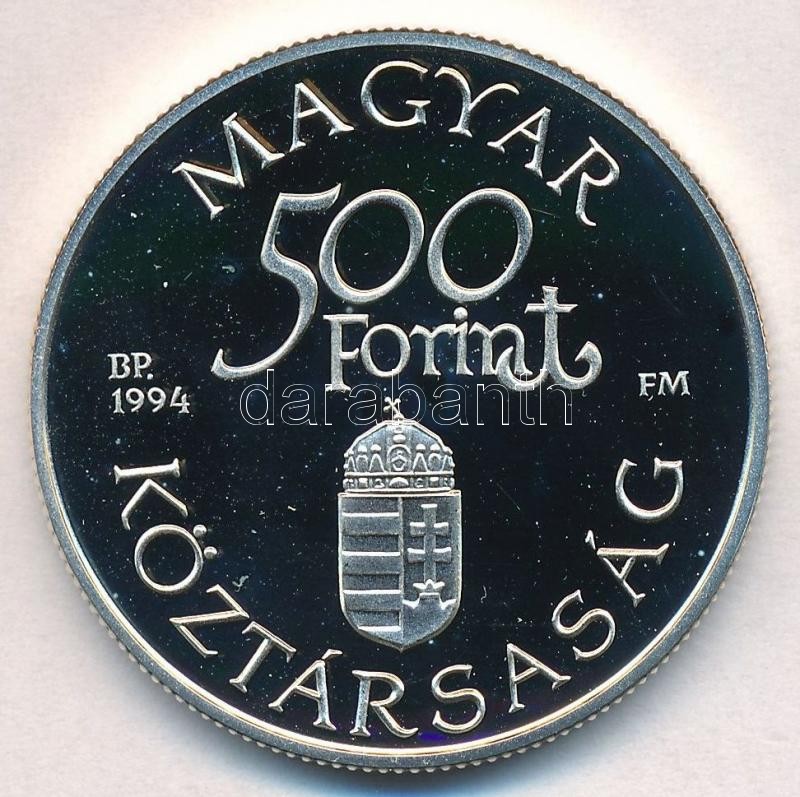 MAGYAR
500
Forint
BP.
1994
FM
darabanth
KÖZTÁRSASÁG